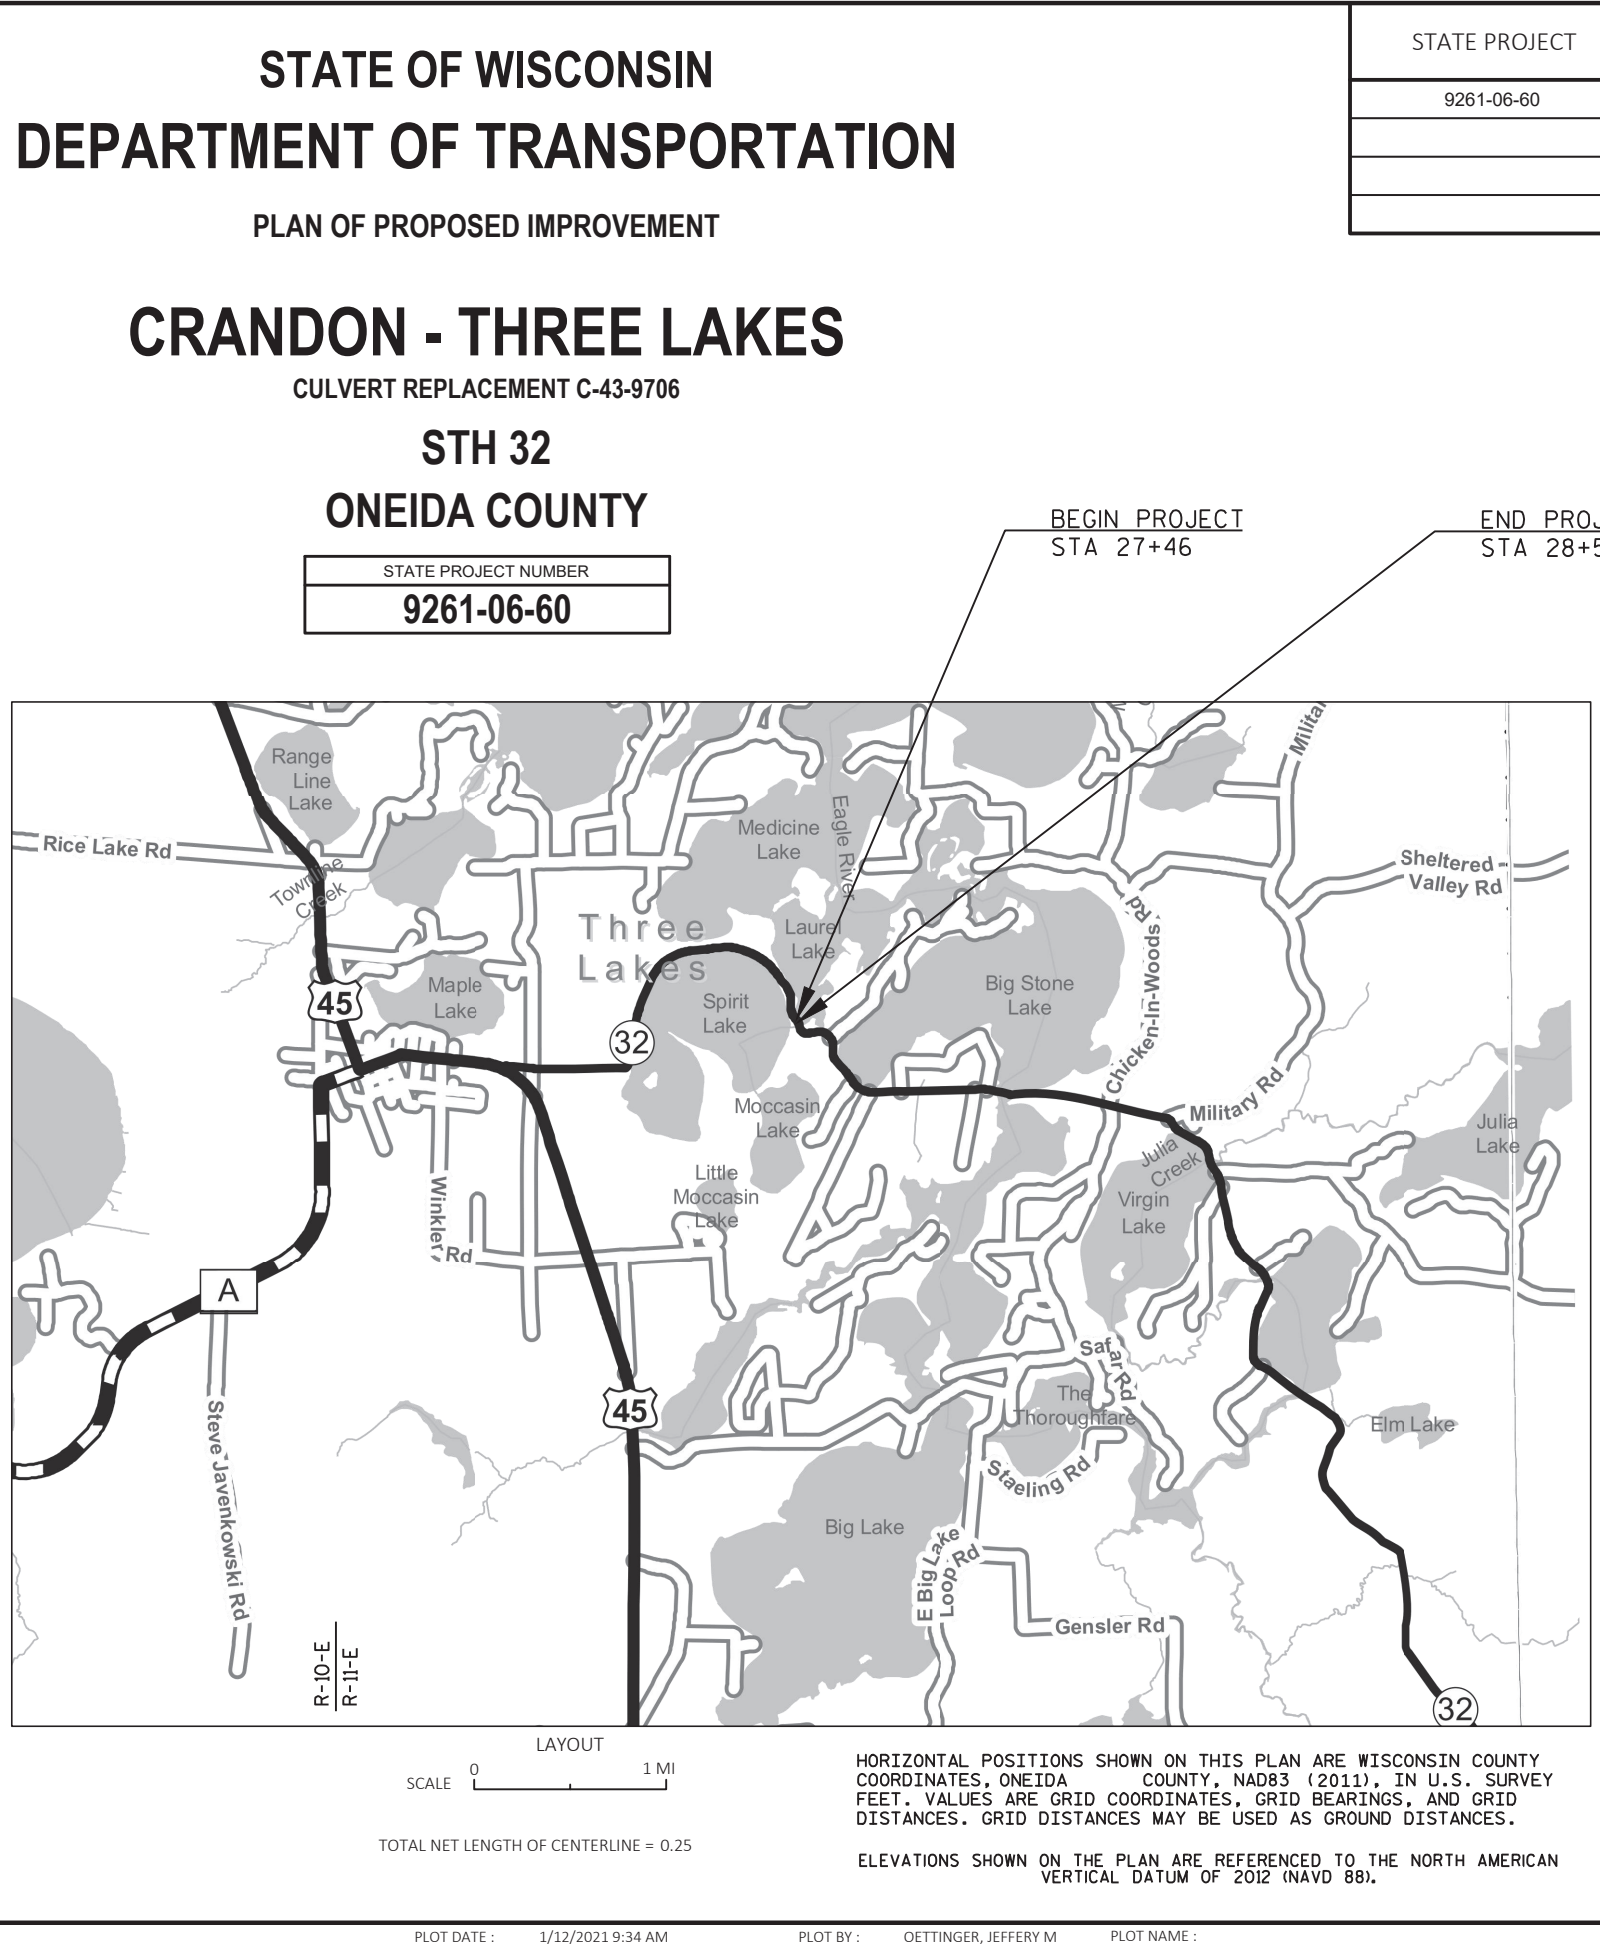 STATE OF WISCONSIN
DEPARTMENT OF TRANSPORTATION
PLAN OF PROPOSED IMPROVEMENT
CRANDON - THREE LAKES
CULVERT REPLACEMENT C-43-9706
STH 32
ONEIDA COUNTY
STATE PROJECT NUMBER
9261-06-60
STATE PROJECT
9261-06-60
BEGIN PROJECT
STA 27+46
END PROJ
STA 28+5
Range
Line
Lake
Rice Lake Rd
Townline
Creek
Medicine
Lake
Eagle River
Militar
Sheltered
Valley Rd
Three
Lakes
Laurel
Lake
Maple
Lake
45
Spirit
Lake
32
Big Stone
Lake
Chicken-In-Woods Rd
Moccasin
Lake
Military Rd
Julia
Lake
Julia
Creek
Little
Moccasin
Lake
Virgin
Lake
Winkler Rd
A
Safar Rd
45
The
Thoroughfare
Elm Lake
Steve Javenkowski Rd
Staeling Rd
Big Lake
E Big Lake
Loop Rd
Gensler Rd
R-10-E
R-11-E
32
LAYOUT
SCALE 0 1 MI
TOTAL NET LENGTH OF CENTERLINE = 0.25
HORIZONTAL POSITIONS SHOWN ON THIS PLAN ARE WISCONSIN COUNTY
COORDINATES, ONEIDA COUNTY, NAD83 (2011), IN U.S. SURVEY
FEET. VALUES ARE GRID COORDINATES, GRID BEARINGS, AND GRID
DISTANCES. GRID DISTANCES MAY BE USED AS GROUND DISTANCES.
ELEVATIONS SHOWN ON THE PLAN ARE REFERENCED TO THE NORTH AMERICAN
VERTICAL DATUM OF 2012 (NAVD 88).
PLOT DATE : 1/12/2021 9:34 AM PLOT BY : OETTINGER, JEFFERY M PLOT NAME :